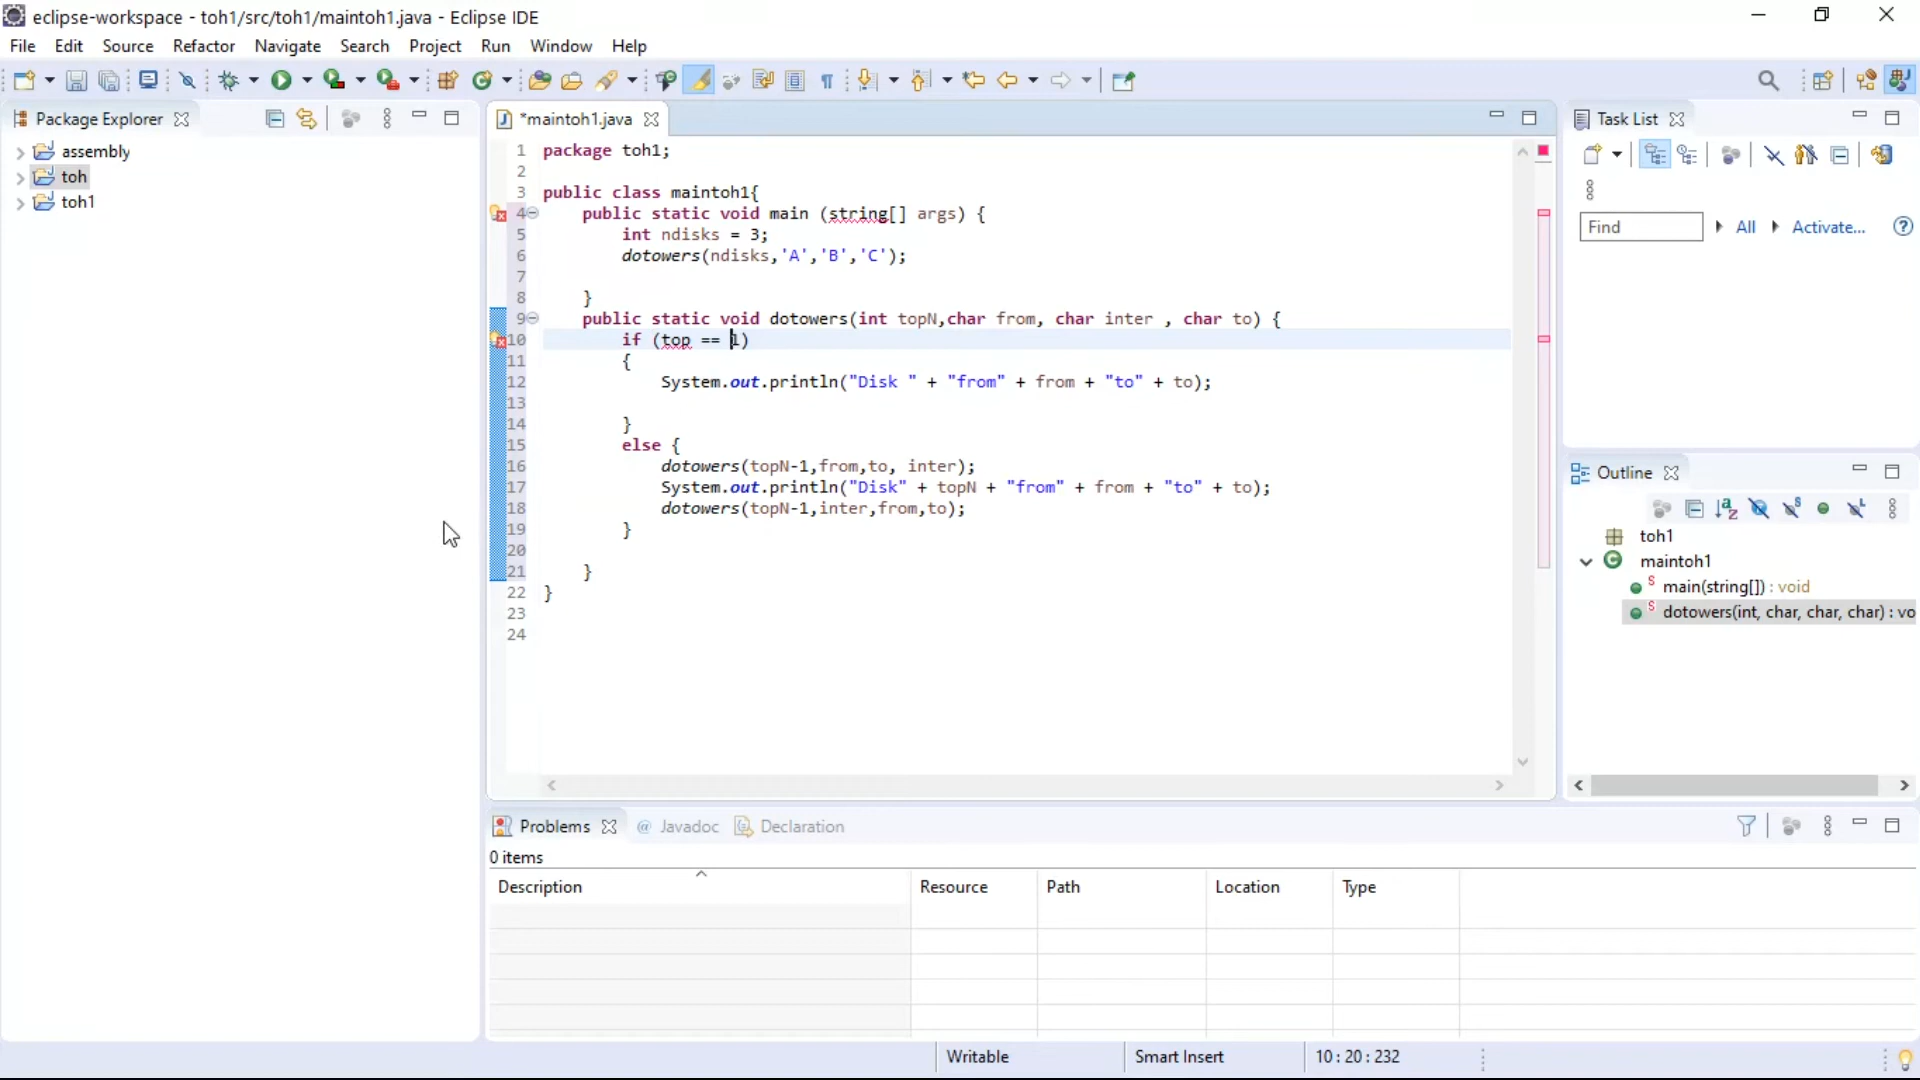 eclipse-workspace - toh1/src/toh1/maintoh1.java - Eclipse IDE
File Edit Source Refactor Navigate Search Project Run Window Help
Package Explorer
assembly
toh
toh1
*maintoh1.java
1 package toh1;
2
3 public class maintoh1{
4 public static void main (string[] args) {
5 int ndisks = 3;
6 dotowers(ndisks,'A','B','C');
7
8 }
9 public static void dotowers(int topN,char from, char inter , char to) {
10 if (top == 1)
11 {
12 System.out.println("Disk " + "from" + from + "to" + to);
13
14 }
15 else {
16 dotowers(topN-1,from,to, inter);
17 System.out.println("Disk" + topN + "from" + from + "to" + to);
18 dotowers(topN-1,inter,from,to);
19 }
20
21 }
22 }
23
24
Task List
Find All Activate...
Outline
toh1
maintoh1
main(string[]) : void
dotowers(int, char, char, char) : vo
Problems Javadoc Declaration
0 items
Description Resource Path Location Type
Writable Smart Insert 10 : 20 : 232